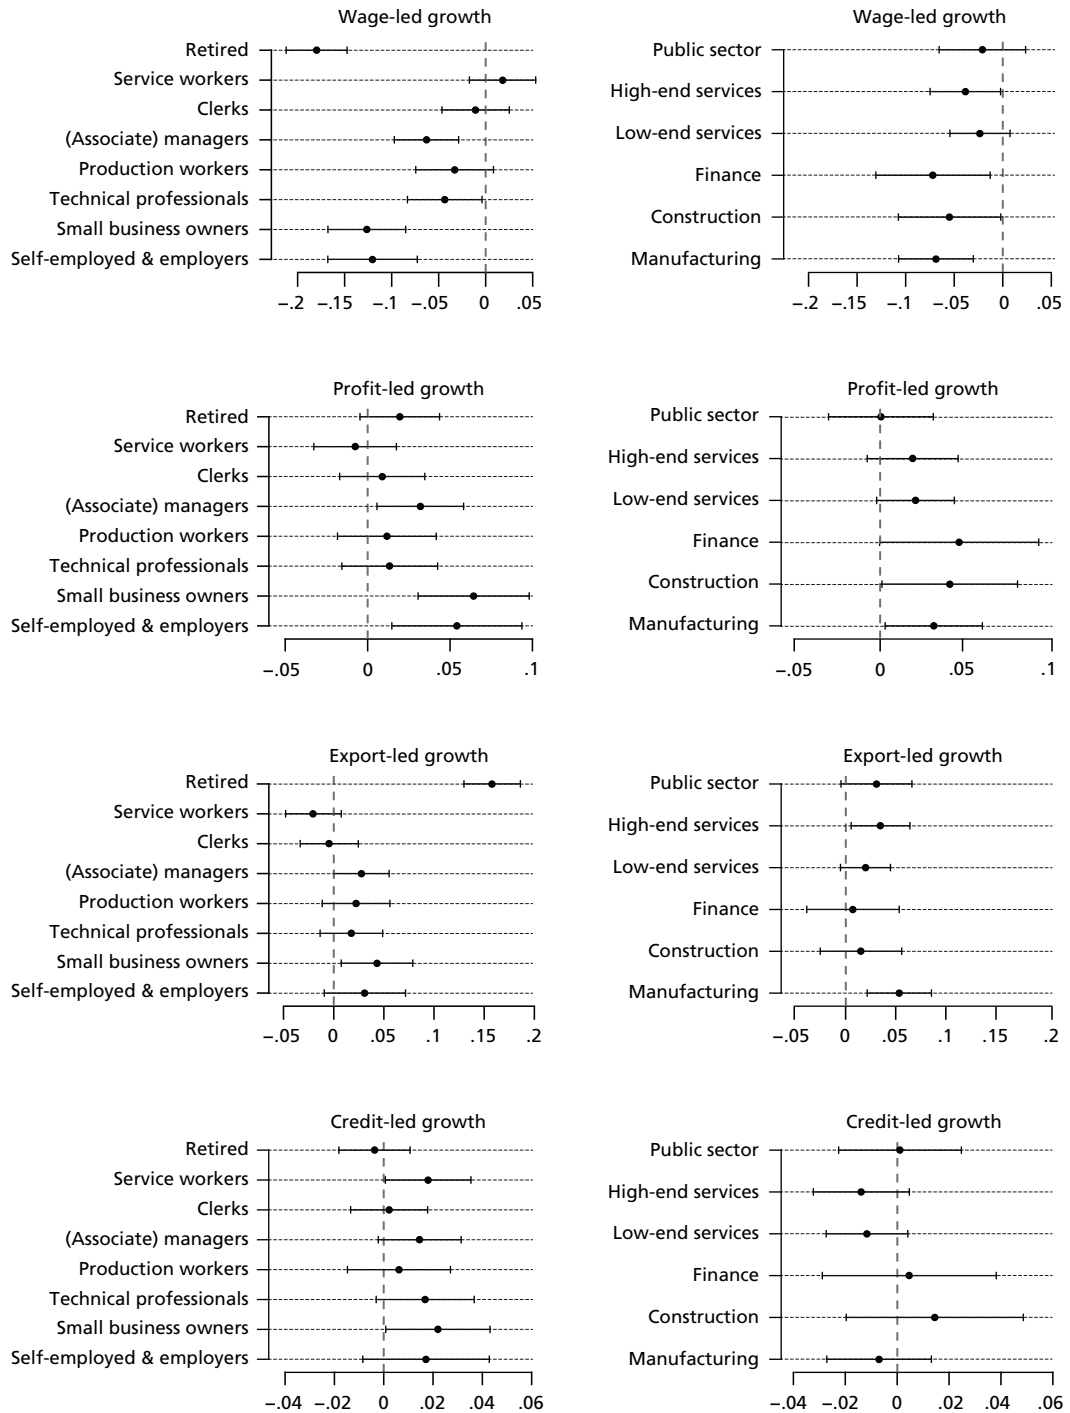 Wage-led growth
Retired
Service workers
Clerks
(Associate) managers
Production workers
Technical professionals
Small business owners
Self-employed & employers
–.2 –.15 –.1 –.05 0 .05
Wage-led growth
Public sector
High-end services
Low-end services
Finance
Construction
Manufacturing
–.2 –.15 –.1 –.05 0 .05
Profit-led growth
Retired
Service workers
Clerks
(Associate) managers
Production workers
Technical professionals
Small business owners
Self-employed & employers
–.05 0 .05 .1
Profit-led growth
Public sector
High-end services
Low-end services
Finance
Construction
Manufacturing
–.05 0 .05 .1
Export-led growth
Retired
Service workers
Clerks
(Associate) managers
Production workers
Technical professionals
Small business owners
Self-employed & employers
–.05 0 .05 .1 .15 .2
Export-led growth
Public sector
High-end services
Low-end services
Finance
Construction
Manufacturing
–.05 0 .05 .1 .15 .2
Credit-led growth
Retired
Service workers
Clerks
(Associate) managers
Production workers
Technical professionals
Small business owners
Self-employed & employers
–.04 –.02 0 .02 .04 .06
Credit-led growth
Public sector
High-end services
Low-end services
Finance
Construction
Manufacturing
–.04 –.02 0 .02 .04 .06